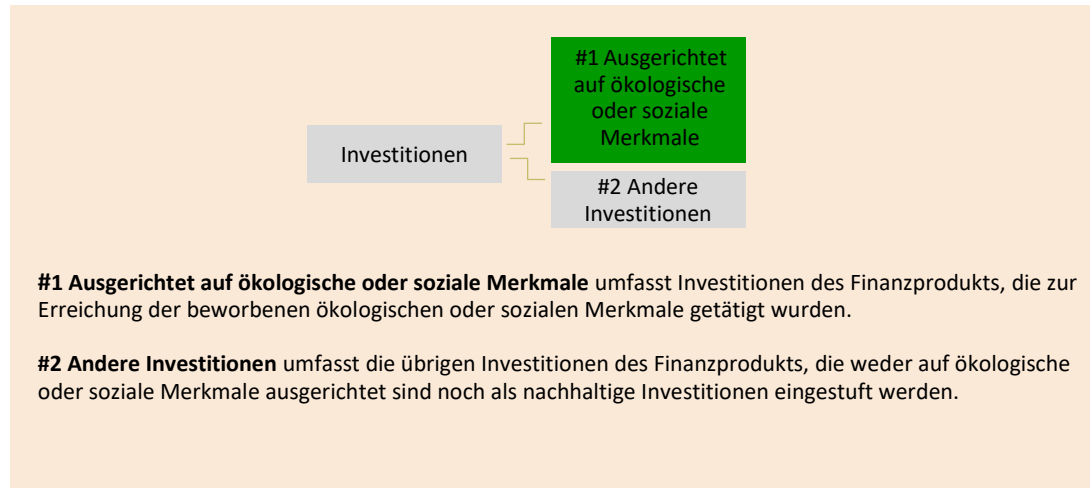 #1 Ausgerichtet
auf ökologische
oder soziale
Merkmale
Investitionen
#2 Andere
Investitionen
#1 Ausgerichtet auf ökologische oder soziale Merkmale umfasst Investitionen des Finanzprodukts, die zur
Erreichung der beworbenen ökologischen oder sozialen Merkmale getätigt wurden.
#2 Andere Investitionen umfasst die übrigen Investitionen des Finanzprodukts, die weder auf ökologische
oder soziale Merkmale ausgerichtet sind noch als nachhaltige Investitionen eingestuft werden.